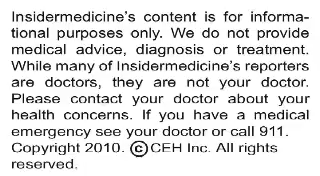 Insidermedicine's content is for informa-
tional purposes only. We do not provide
medical advice, diagnosis or treatment.
While many of Insidermedicine's reporters
are doctors, they are not your doctor.
Please contact your doctor about your
health concerns. If you have a medical
emergency see your doctor or call 911.
Copyright 2010. © CEH Inc. All rights
reserved.